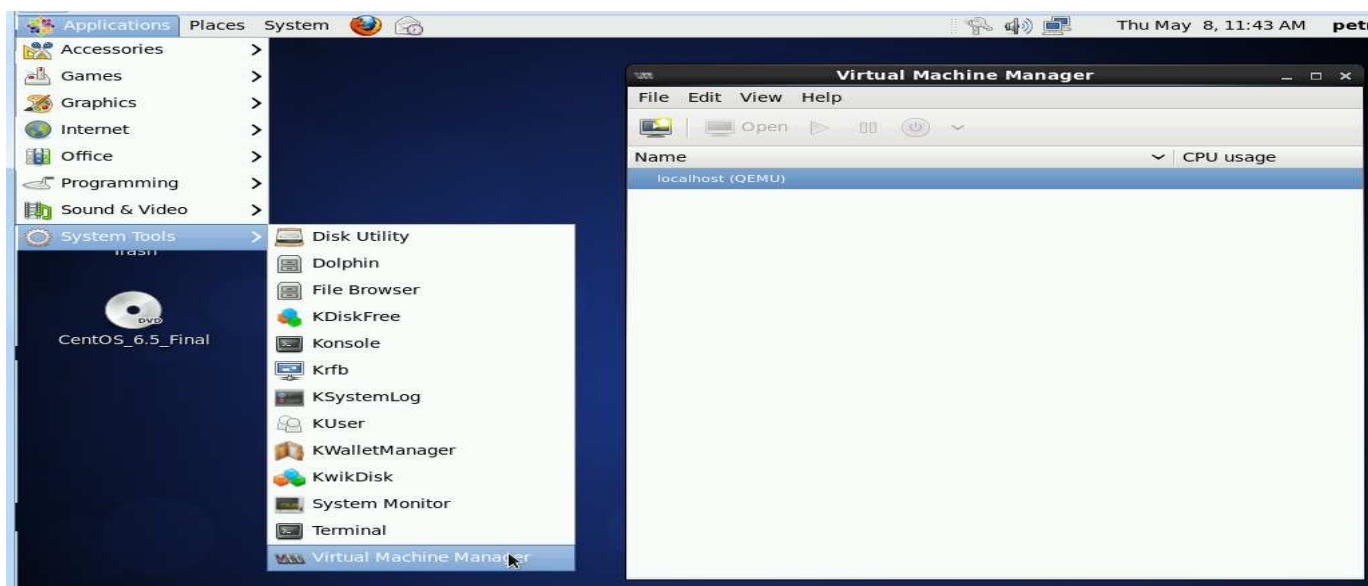 Applications Places System Thu May 8, 11:43 AM petr
Accessories
Games
Graphics
Internet
Office
Programming
Sound & Video
System Tools
Trash
DVD
CentOS_6.5_Final
Disk Utility
Dolphin
File Browser
KDiskFree
Konsole
Krfb
KSystemLog
KUser
KWalletManager
KwikDisk
System Monitor
Terminal
Virtual Machine Manager
Virtual Machine Manager
File Edit View Help
Open
Name CPU usage
localhost (QEMU)